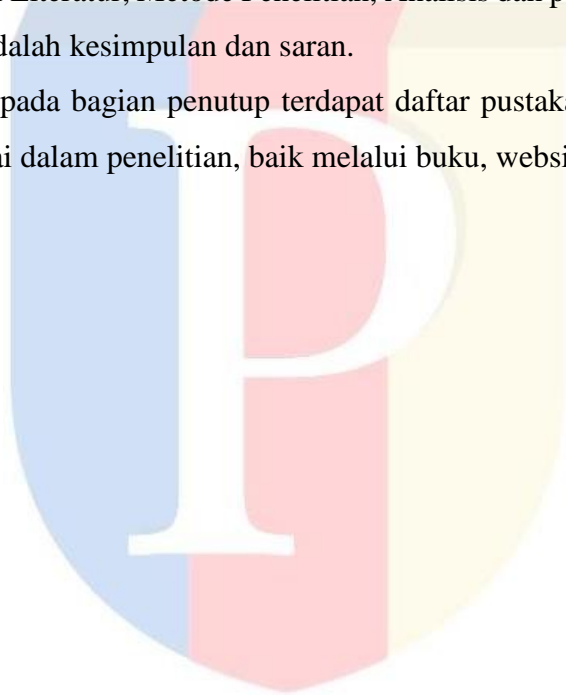 Literatur, Metode Penelitian, Analisis dan p
dalah kesimpulan dan saran.
pada bagian penutup terdapat daftar pustaka
ai dalam penelitian, baik melalui buku, websi
P